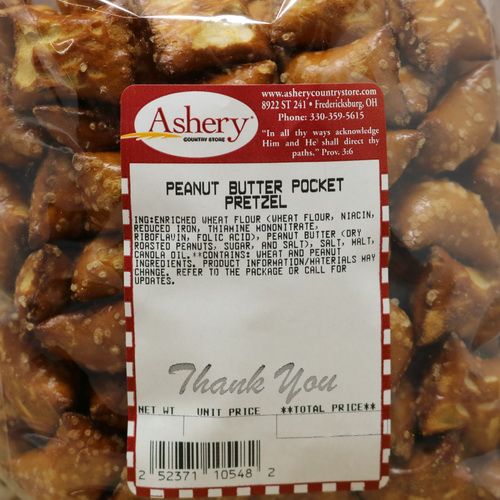 www.asherycountrystore.com
8922 ST 241 • Fredericksburg, OH
Phone: 330-359-5615
Ashery
COUNTRY STORE
"In all thy ways acknowledge
Him and He shall direct thy
paths." Prov. 3:6
PEANUT BUTTER POCKET
PRETZEL
ING:ENRICHED WHEAT FLOUR (WHEAT FLOUR, NIACIN,
REDUCED IRON, THIAMINE MONONITRATE,
RIBOFLAVIN, FOLIC ACID), PEANUT BUTTER (DRY
ROASTED PEANUTS, SUGAR, AND SALT), SALT, MALT,
CANOLA OIL.**CONTAINS: WHEAT AND PEANUT
INGREDIENTS. PRODUCT INFORMATION/MATERIALS MAY
CHANGE. REFER TO THE PACKAGE OR CALL FOR
UPDATES.
Thank You
NET WT UNIT PRICE **TOTAL PRICE**
2 52371 10548 2